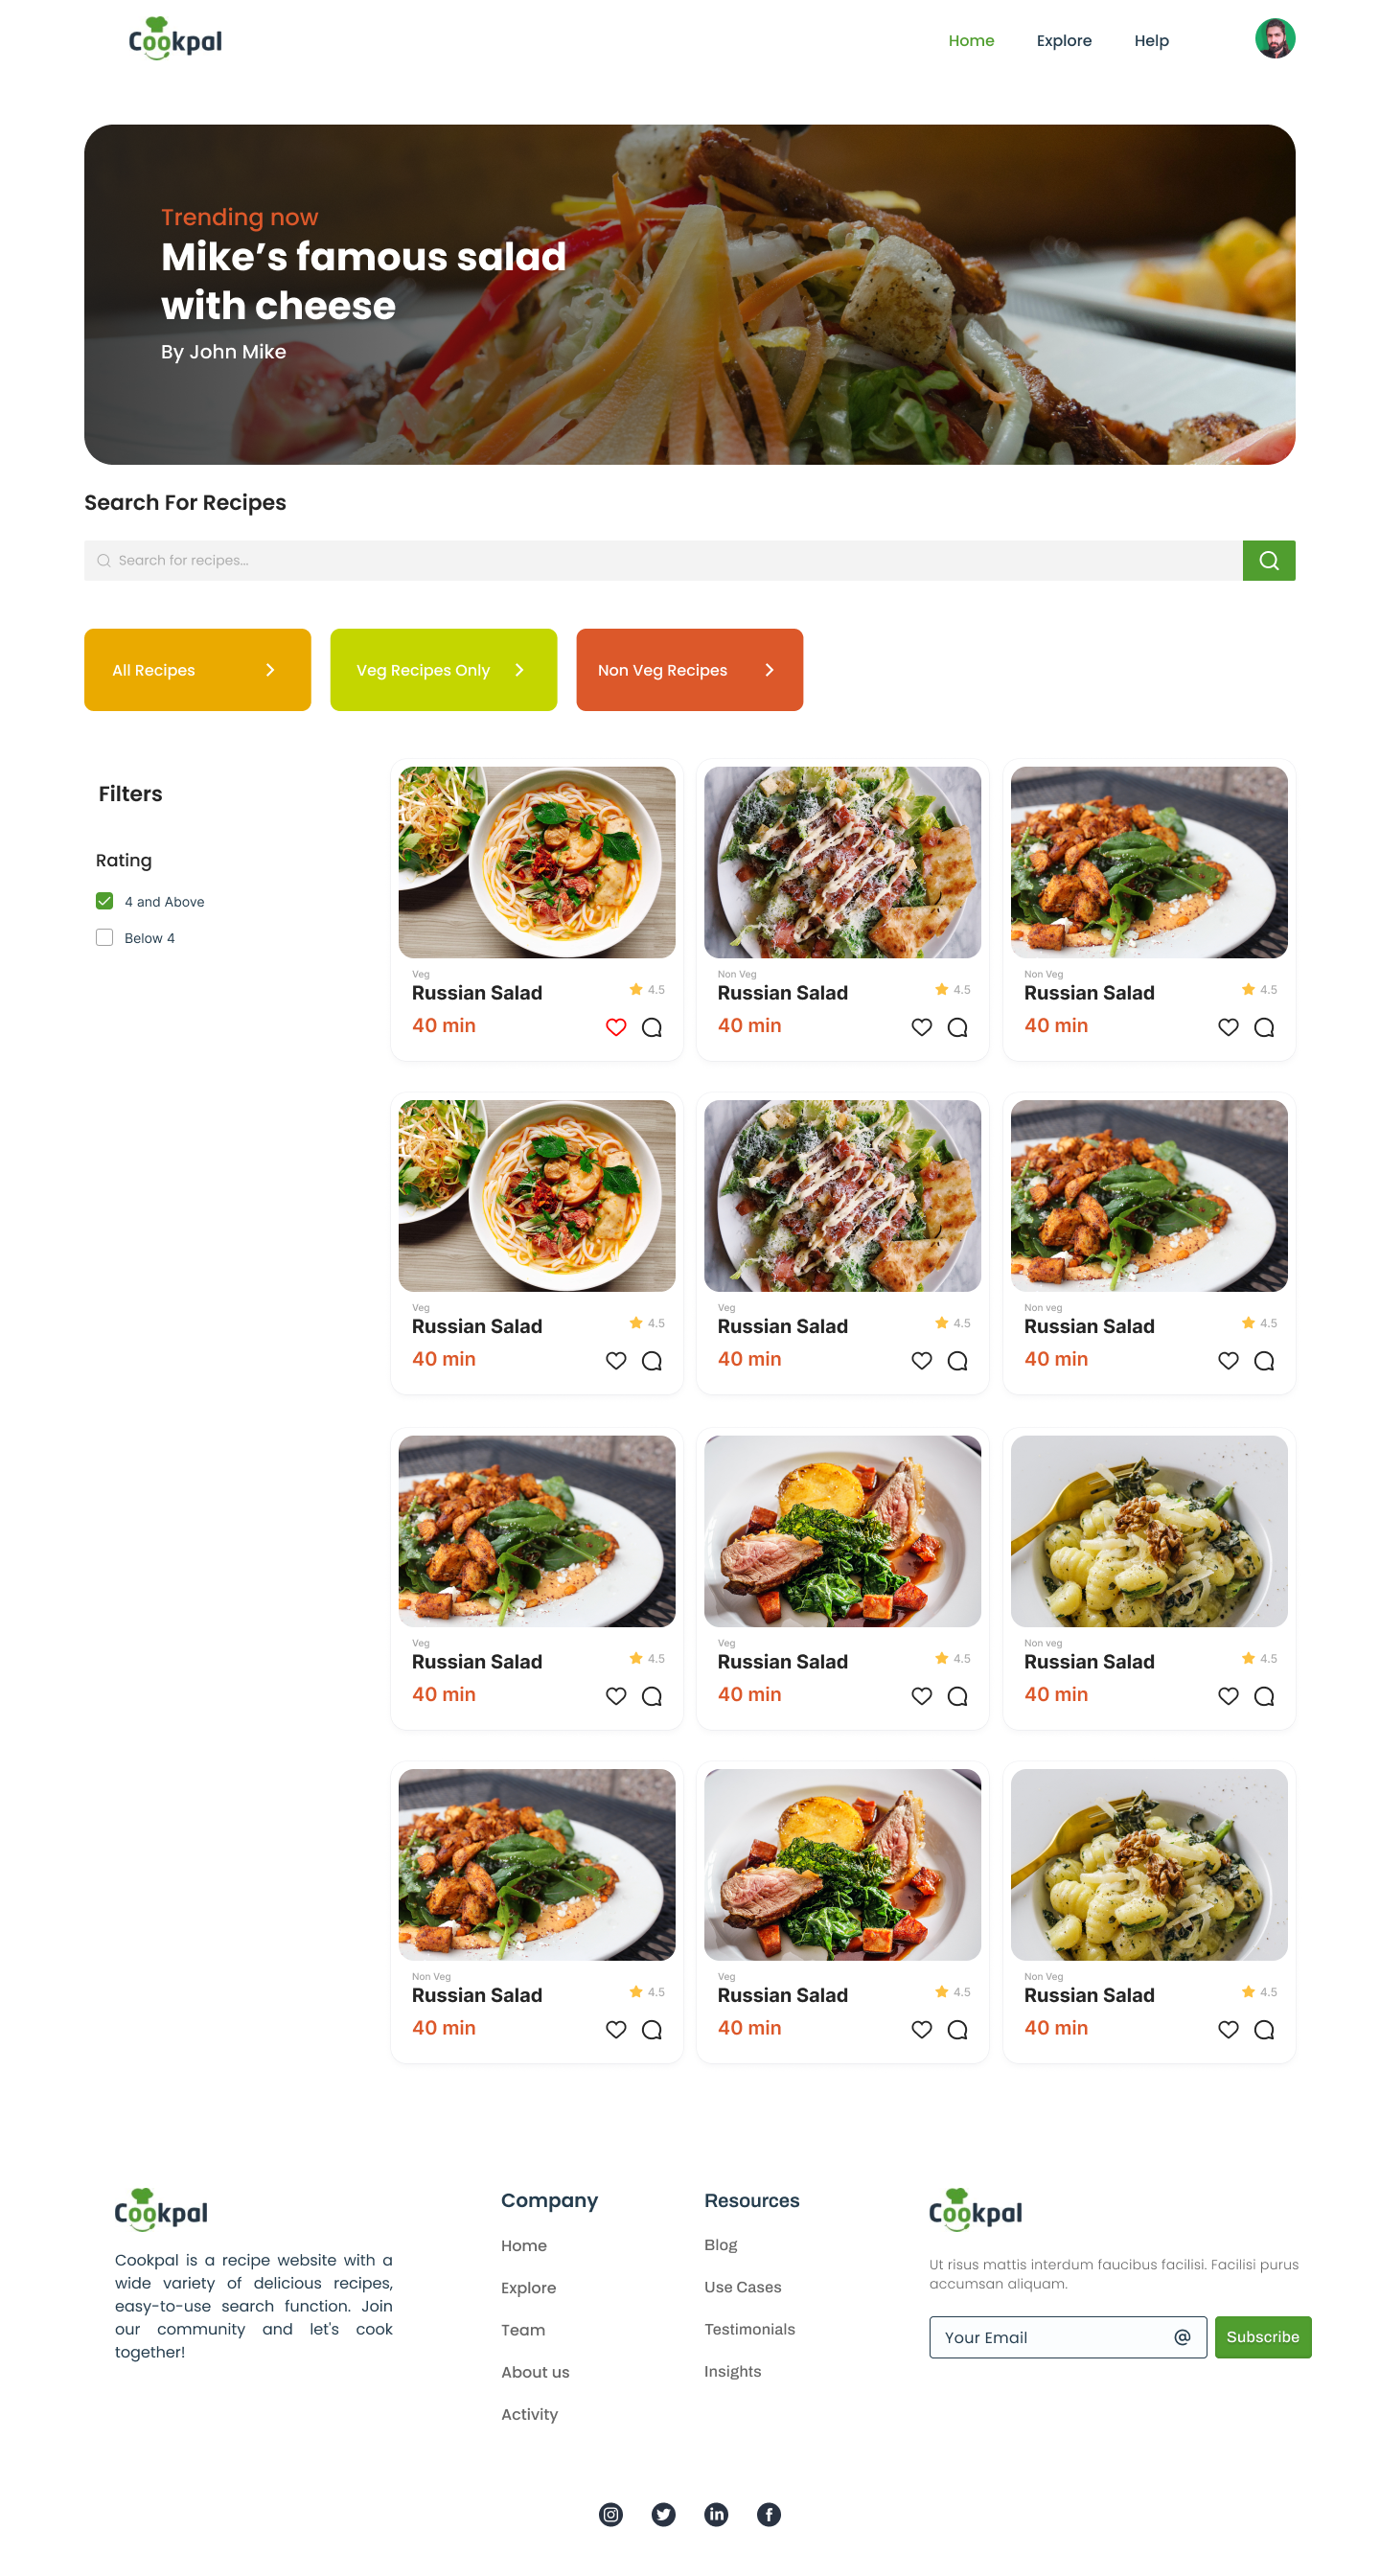 Cookpal
Home
Explore
Help
Trending now
Mike’s famous salad
with cheese
By John Mike
Search For Recipes
Search for recipes...
All Recipes
Veg Recipes Only
Non Veg Recipes
Filters
Rating
4 and Above
Below 4
Veg
Russian Salad
4.5
40 min
Non Veg
Russian Salad
4.5
40 min
Non Veg
Russian Salad
4.5
40 min
Veg
Russian Salad
4.5
40 min
Veg
Russian Salad
4.5
40 min
Non veg
Russian Salad
4.5
40 min
Veg
Russian Salad
4.5
40 min
Veg
Russian Salad
4.5
40 min
Non veg
Russian Salad
4.5
40 min
Non Veg
Russian Salad
4.5
40 min
Veg
Russian Salad
4.5
40 min
Non Veg
Russian Salad
4.5
40 min
Cookpal
Cookpal is a recipe website with a
wide variety of delicious recipes,
easy-to-use search function. Join
our community and let's cook
together!
Company
Home
Explore
Team
About us
Activity
Resources
Blog
Use Cases
Testimonials
Insights
Cookpal
Ut risus mattis interdum faucibus facilisi. Facilisi purus
accumsan aliquam.
Your Email
@
Subscribe